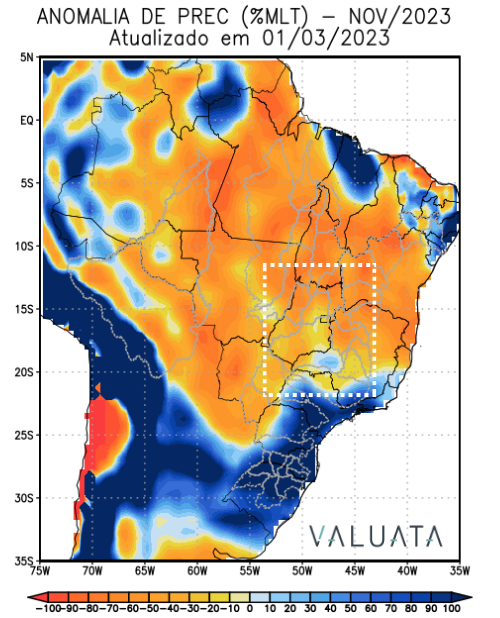 ANOMALIA DE PREC (%MLT) – NOV/2023
Atualizado em 01/03/2023
5N
EQ
5S
10S
15S
20S
25S
30S
35S
VALUATA
75W 70W 65W 60W 55W 50W 45W 40W 35W
-100-90-80-70-60-50-40-30-20-10 0 10 20 30 40 60 70 80 90 100